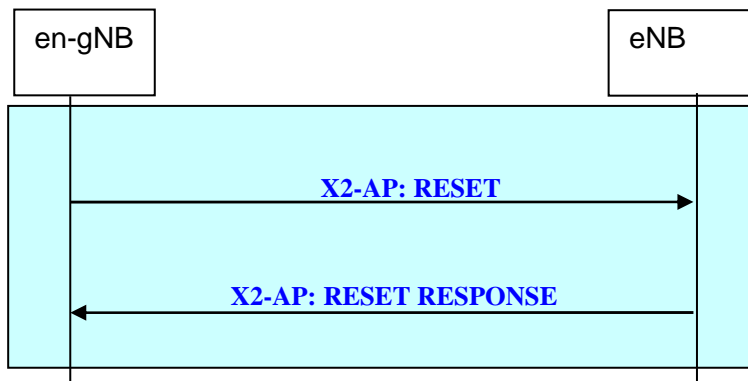 en-gNB
eNB
X2-AP: RESET
X2-AP: RESET RESPONSE